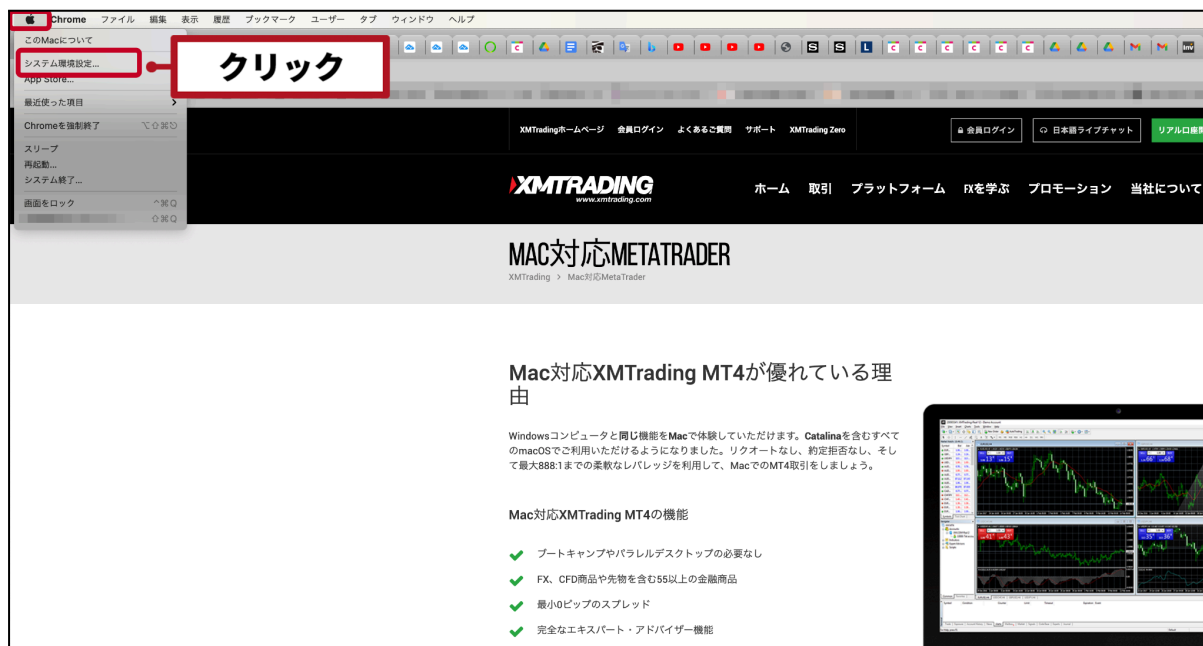 Chrome ファイル 編集 表示 履歴 ブックマーク ユーザー タブ ウィンドウ ヘルプ
このMacについて
システム環境設定...
App Store...
最近使った項目
Chromeを強制終了 ⌥⇧⌘⎋
スリープ
再起動...
システム終了...
画面をロック ^⌘Q
⇧⌘Q
クリック
XMTradingホームページ 会員ログイン よくあるご質問 サポート XMTrading Zero
会員ログイン
日本語ライブチャット
リアル口座開
XMTRADING
www.xmtrading.com
ホーム 取引 プラットフォーム FXを学ぶ プロモーション 当社について
MAC対応METATRADER
XMTrading > Mac対応MetaTrader
Mac対応XMTrading MT4が優れている理
由
Windowsコンピュータと同じ機能をMacで体験していただけます。Catalinaを含むすべて
のmacOSでご利用いただけるようになりました。リクオートなし、約定拒否なし、そし
て最大888:1までの柔軟なレバレッジを利用して、MacでのMT4取引をしましょう。
Mac対応XMTrading MT4の機能
ブートキャンプやパラレルデスクトップの必要なし
FX、CFD商品や先物を含む55以上の金融商品
最小0ピップのスプレッド
完全なエキスパート・アドバイザー機能